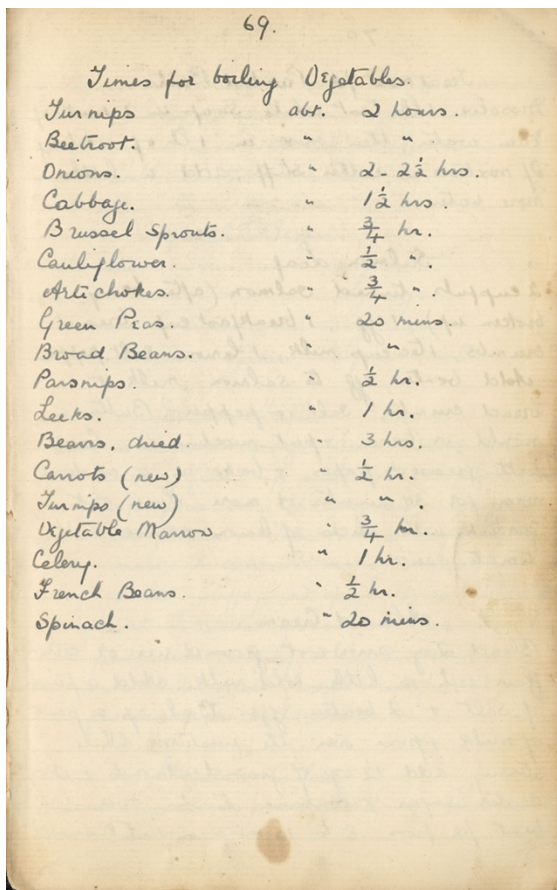 69.
Times for boiling Vegetables.
Turnips abt. 2 hours.
Beetroot. " "
Onions. " 2 - 2½ hrs.
Cabbage. " 1½ hrs.
Brussel Sprouts. " ¾ hr.
Cauliflower. " ½ ".
Artichokes. " ¾ ".
Green Peas. " 20 mins.
Broad Beans. " "
Parsnips. " ½ hr.
Leeks. " 1 hr.
Beans, dried " 3 hrs.
Carrots (new) " ½ hr.
Turnips (new) " ".
Vegetable Marrow " ¾ hr.
Celery. " 1 hr.
French Beans. " ½ hr.
Spinach. " 20 mins.